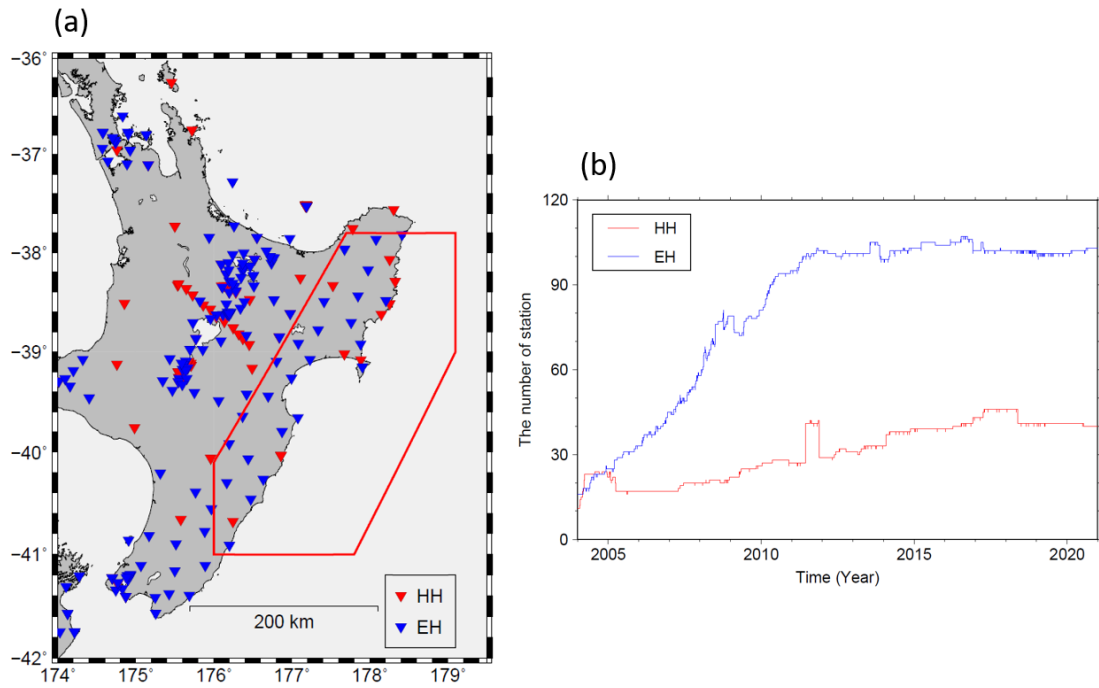 (a)
−36°
−37°
−38°
−39°
−40°
−41°
−42°
174°
175°
176°
177°
178°
179°
200 km
HH
EH
(b)
The number of station
120
90
60
30
0
HH
EH
2005
2010
2015
2020
Time (Year)